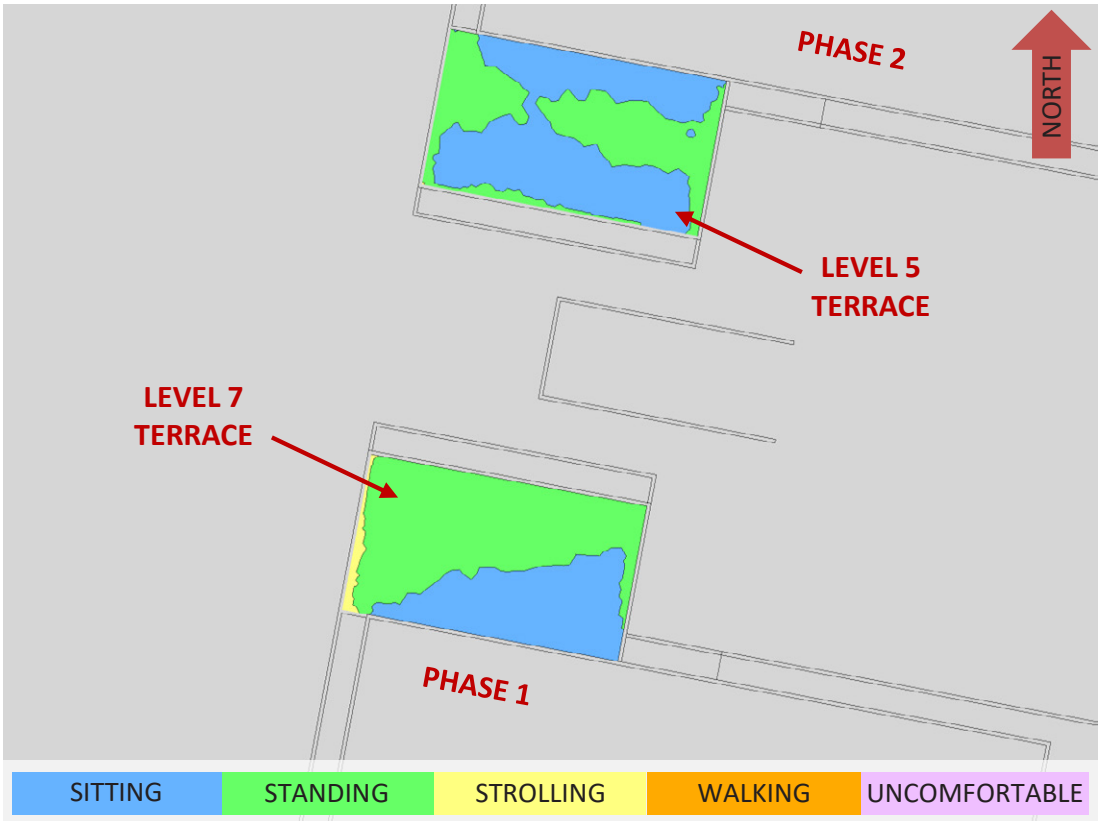 PHASE 2
NORTH
LEVEL 5
TERRACE
LEVEL 7
TERRACE
PHASE 1
SITTING
STANDING
STROLLING
WALKING
UNCOMFORTABLE